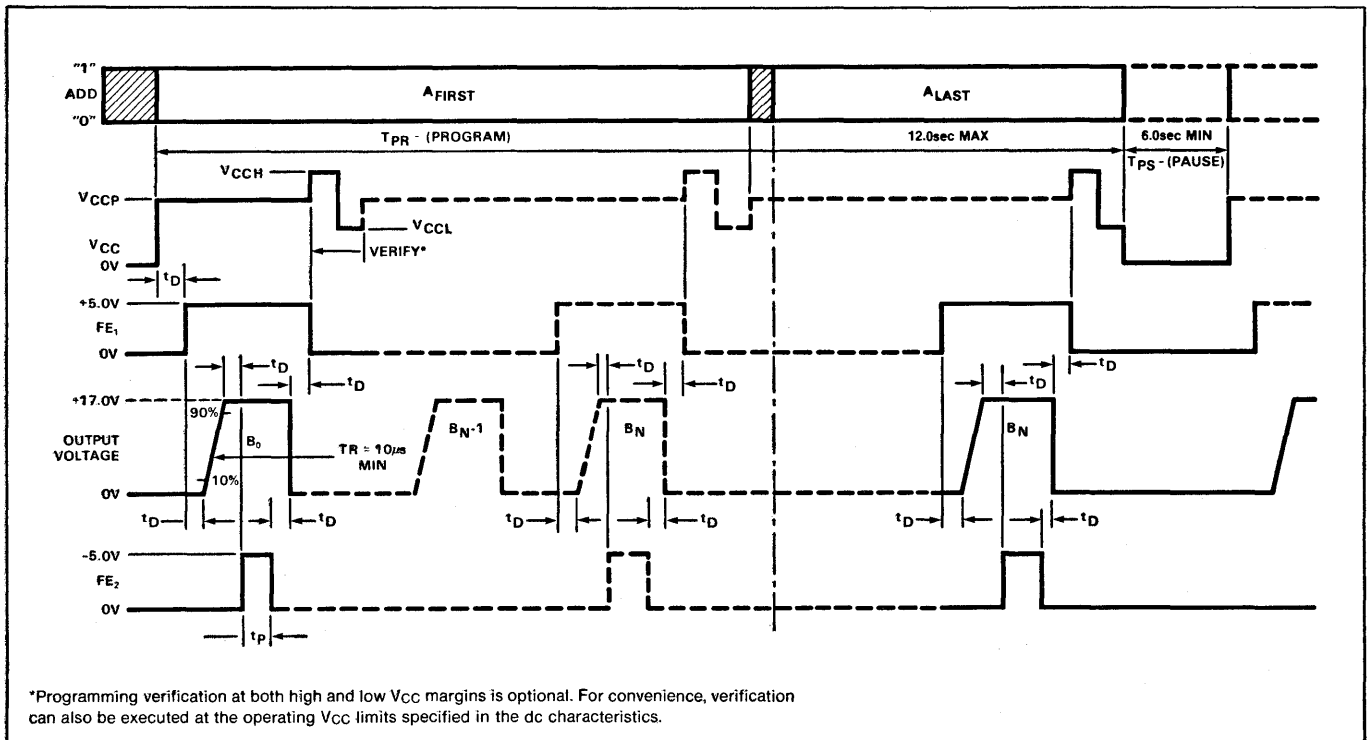 "1"
ADD
"0"
A FIRST
A LAST
TPR - (PROGRAM)
12.0sec MAX
6.0sec MIN
TPS - (PAUSE)
VCCH
VCCP
VCCL
VERIFY*
VCC
0V
tD
+5.0V
FE1
0V
tD
tD
tD
tD
tD
tD
+17.0V
90%
B0
TR = 10μs
MIN
BN-1
BN
BN
OUTPUT
VOLTAGE
10%
0V
tD
tD
tD
tD
tD
tD
-5.0V
FE2
0V
tP
*Programming verification at both high and low VCC margins is optional. For convenience, verification
can also be executed at the operating VCC limits specified in the dc characteristics.